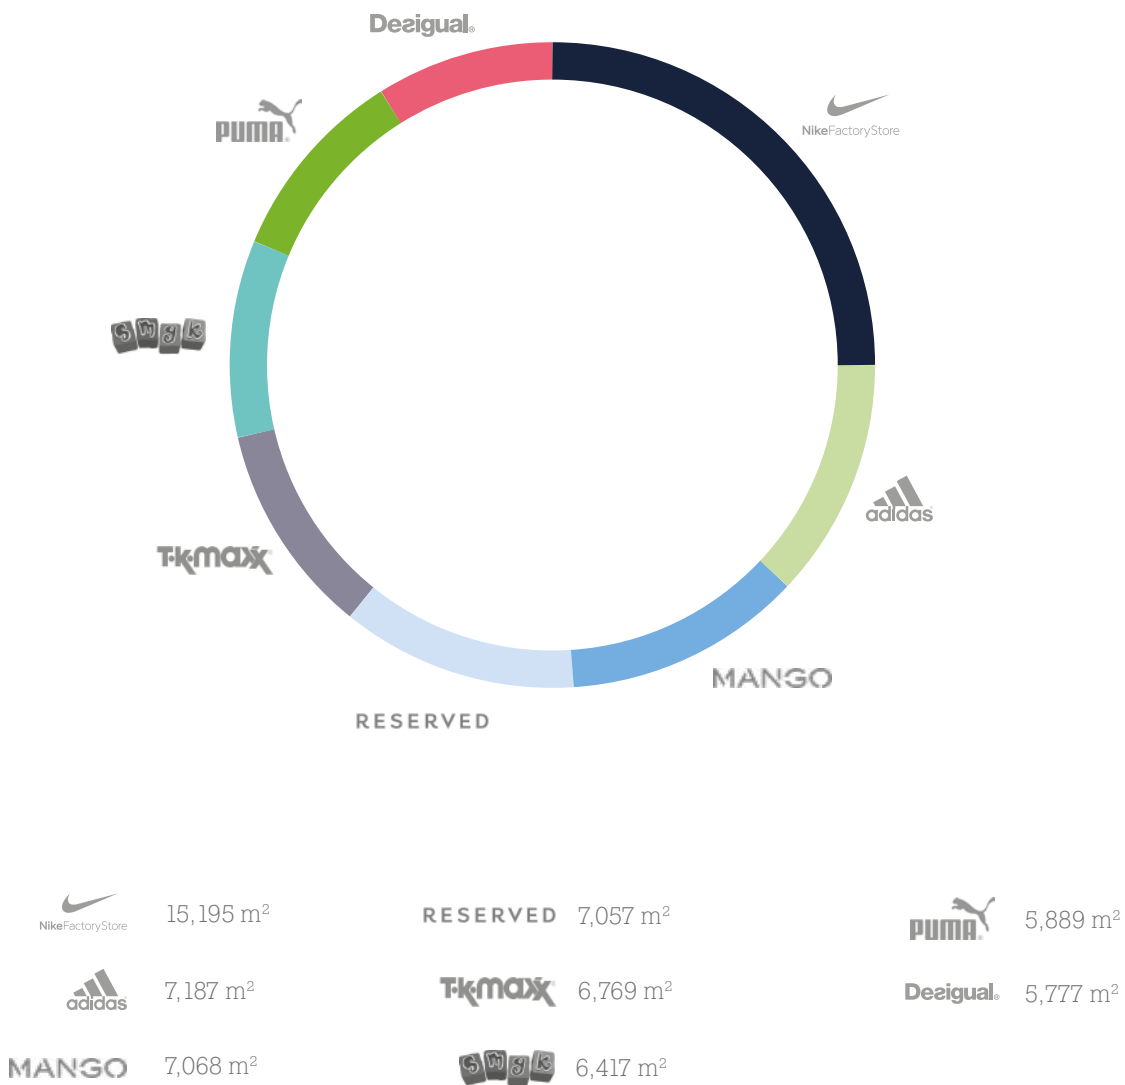 Desigual®
PUMA®
NikeFactoryStore
smyk
adidas
T·K·maxx
MANGO
RESERVED
NikeFactoryStore 15,195 m²
RESERVED 7,057 m²
PUMA® 5,889 m²
adidas 7,187 m²
T·K·maxx 6,769 m²
Desigual® 5,777 m²
MANGO 7,068 m²
smyk 6,417 m²